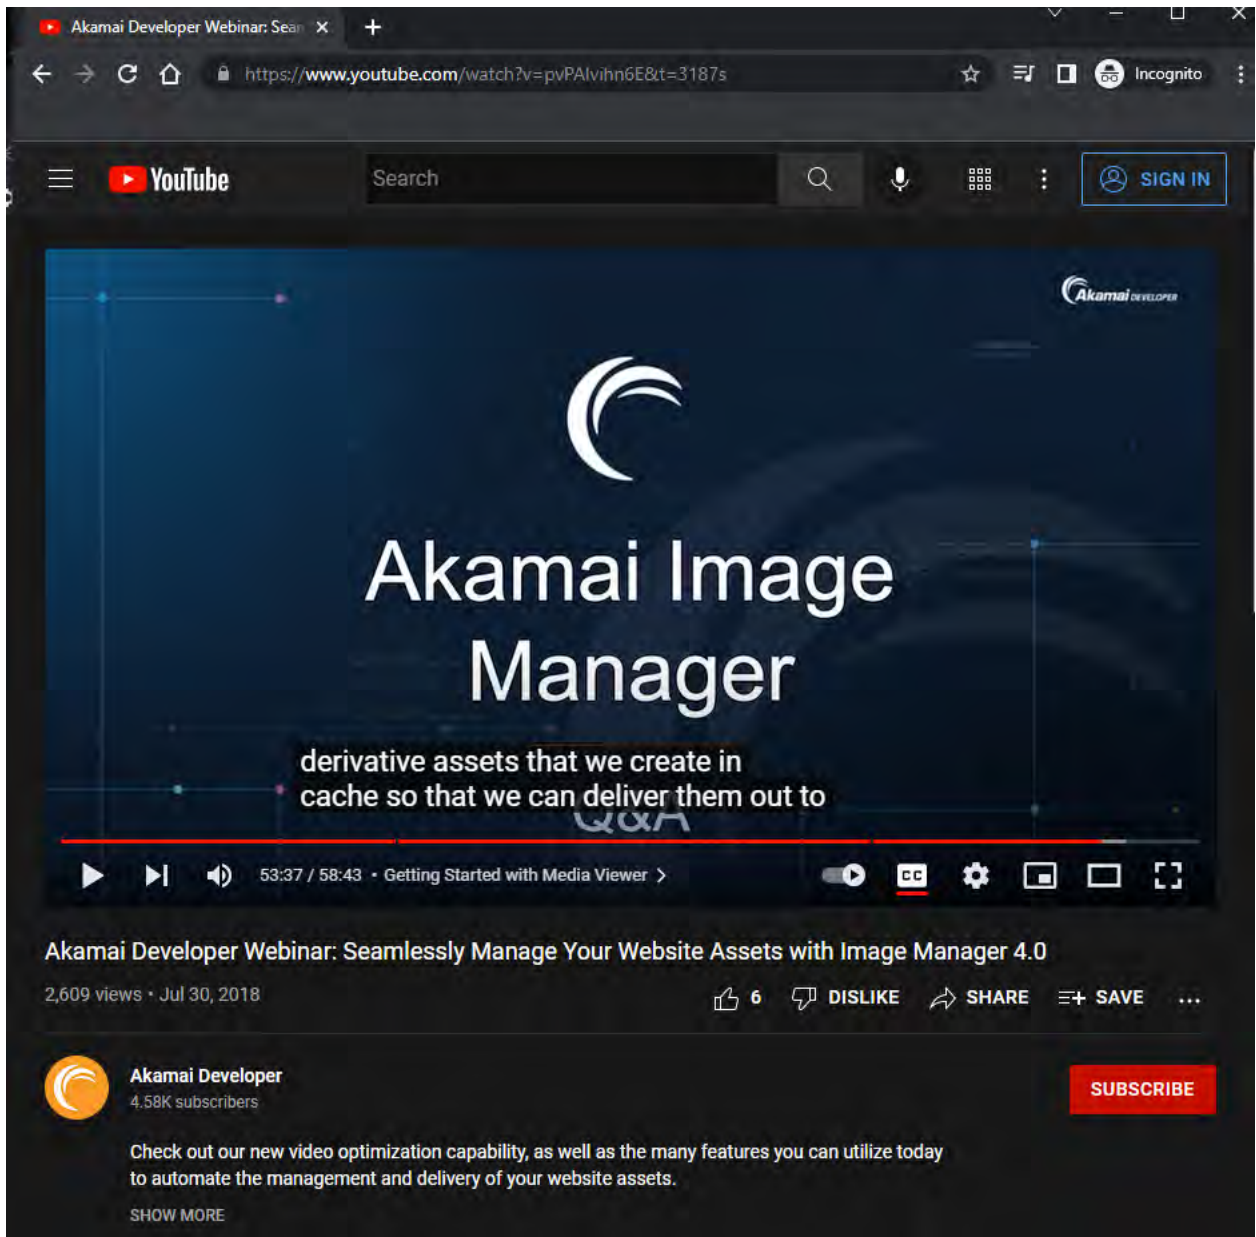 Akamai Developer Webinar: Sear
https://www.youtube.com/watch?v=pvPAlvihn6E&t=3187s
Incognito
YouTube
Search
SIGN IN
Akamai DEVELOPER
Akamai Image
Manager
derivative assets that we create in
cache so that we can deliver them out to
Q&A
53:37 / 58:43 • Getting Started with Media Viewer >
CC
Akamai Developer Webinar: Seamlessly Manage Your Website Assets with Image Manager 4.0
2,609 views • Jul 30, 2018
6 DISLIKE SHARE SAVE ...
Akamai Developer
4.58K subscribers
SUBSCRIBE
Check out our new video optimization capability, as well as the many features you can utilize today
to automate the management and delivery of your website assets.
SHOW MORE